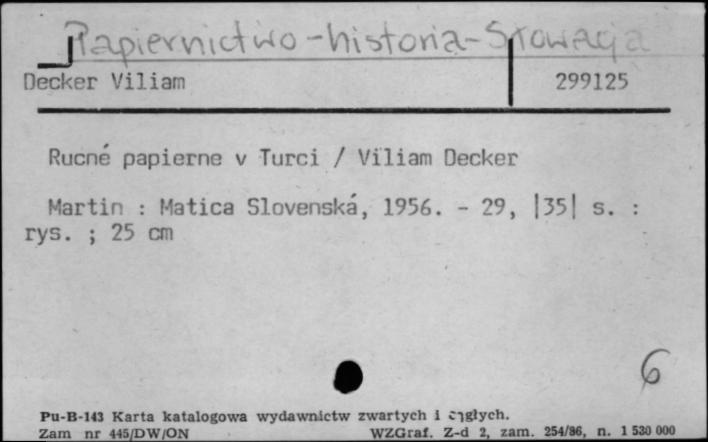 Papiernictwo - historia - Słowacja
Decker Viliam 299125
Rucné papierne v Turci / Viliam Decker
Martin : Matica Slovenská, 1956. - 29, |35| s. :
rys. ; 25 cm
6
Pu-B-143 Karta katalogowa wydawnictw zwartych i ciągłych.
Zam nr 445/DW/ON WZGraf. Z-d 2, zam. 254/86, n. 1 530 000